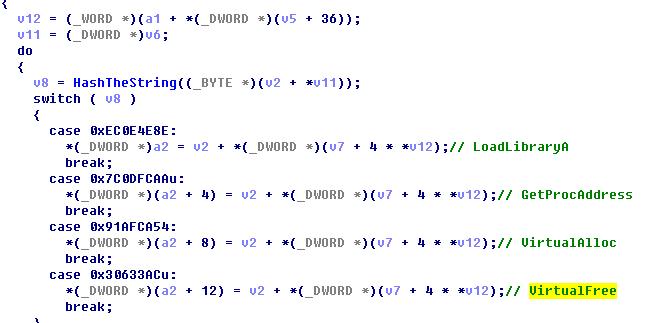 {
v12 = (_WORD *)(a1 + *(_DWORD *)(v5 + 36));
v11 = (_DWORD *)v6;
do
{
v8 = HashTheString((_BYTE *)(v2 + *v11));
switch ( v8 )
{
case 0xEC0E4E8E:
*(_DWORD *)a2 = v2 + *(_DWORD *)(v7 + 4 * *v12);// LoadLibraryA
break;
case 0x7C0DFCAAu:
*(_DWORD *)(a2 + 4) = v2 + *(_DWORD *)(v7 + 4 * *v12);// GetProcAddress
break;
case 0x91AFCA54:
*(_DWORD *)(a2 + 8) = v2 + *(_DWORD *)(v7 + 4 * *v12);// VirtualAlloc
break;
case 0x30633ACu:
*(_DWORD *)(a2 + 12) = v2 + *(_DWORD *)(v7 + 4 * *v12);// VirtualFree
break;
}